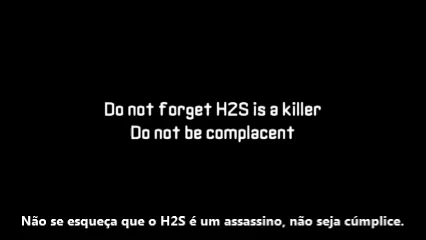 Do not forget H2S is a killer
Do not be complacent
Não se esqueça que o H2S é um assassino, não seja cúmplice.